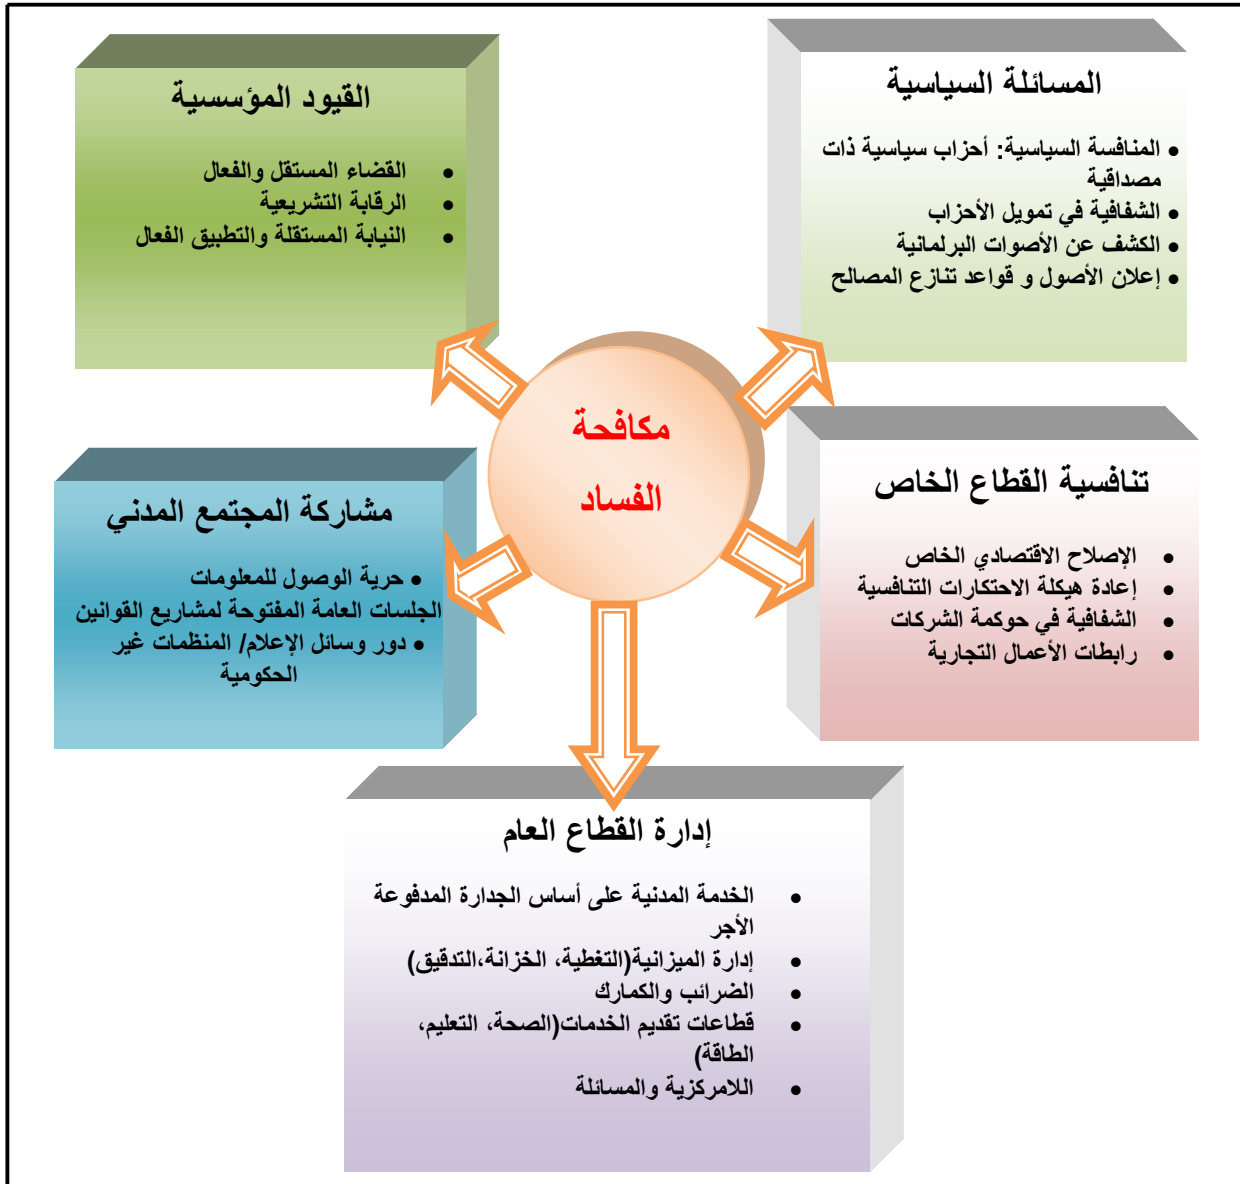 المسائلة السياسية
• المنافسة السياسية: أحزاب سياسية ذات
مصداقية
• الشفافية في تمويل الأحزاب
• الكشف عن الأصوات البرلمانية
• إعلان الأصول و قواعد تنازع المصالح
القيود المؤسسية
• القضاء المستقل والفعال
• الرقابة التشريعية
• النيابة المستقلة والتطبيق الفعال
مكافحة
الفساد
تنافسية القطاع الخاص
• الإصلاح الاقتصادي الخاص
• إعادة هيكلة الاحتكارات التنافسية
• الشفافية في حوكمة الشركات
• رابطات الأعمال التجارية
مشاركة المجتمع المدني
• حرية الوصول للمعلومات
الجلسات العامة المفتوحة لمشاريع القوانين
• دور وسائل الإعلام/ المنظمات غير
الحكومية
إدارة القطاع العام
• الخدمة المدنية على أساس الجدارة المدفوعة
الأجر
• إدارة الميزانية(التغطية، الخزانة،التدقيق)
• الضرائب والكمارك
• قطاعات تقديم الخدمات(الصحة، التعليم،
الطاقة)
• اللامركزية والمسائلة